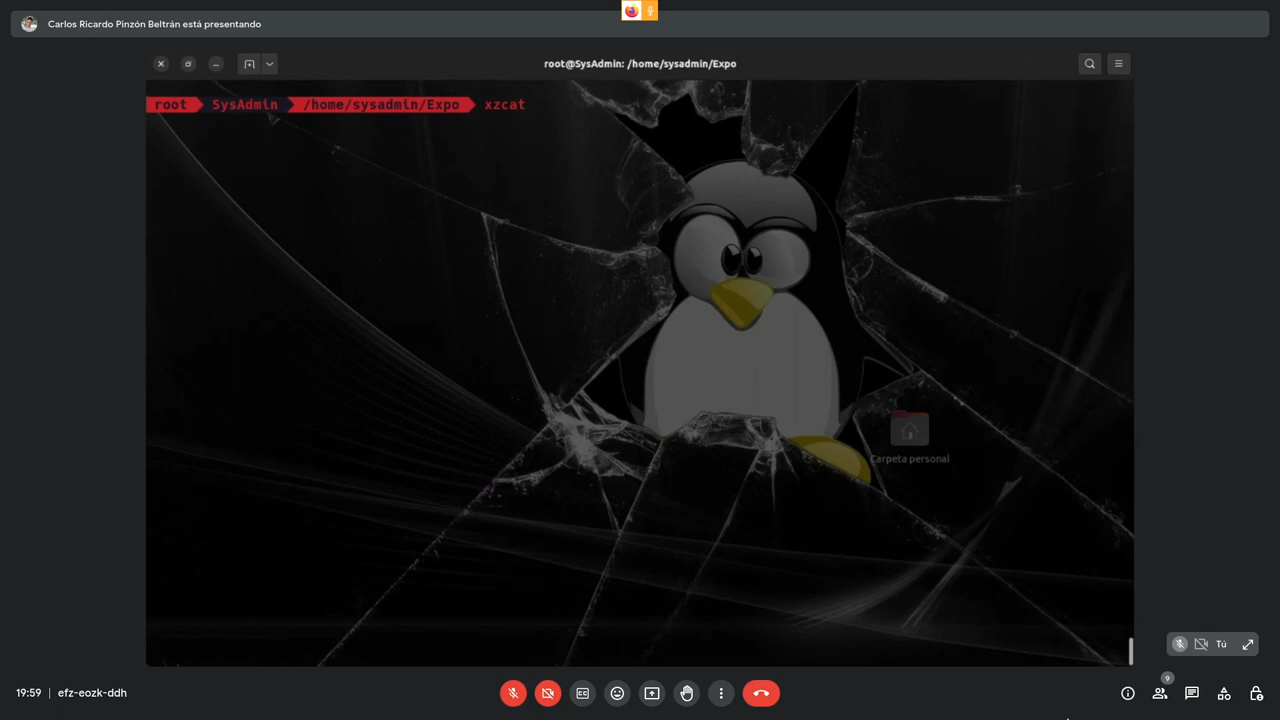 Carlos Ricardo Pinzón Beltrán está presentando
root@SysAdmin: /home/sysadmin/Expo
root SysAdmin /home/sysadmin/Expo xzcat
Carpeta personal
Tú
9
19:59 efz-eozk-ddh
CC